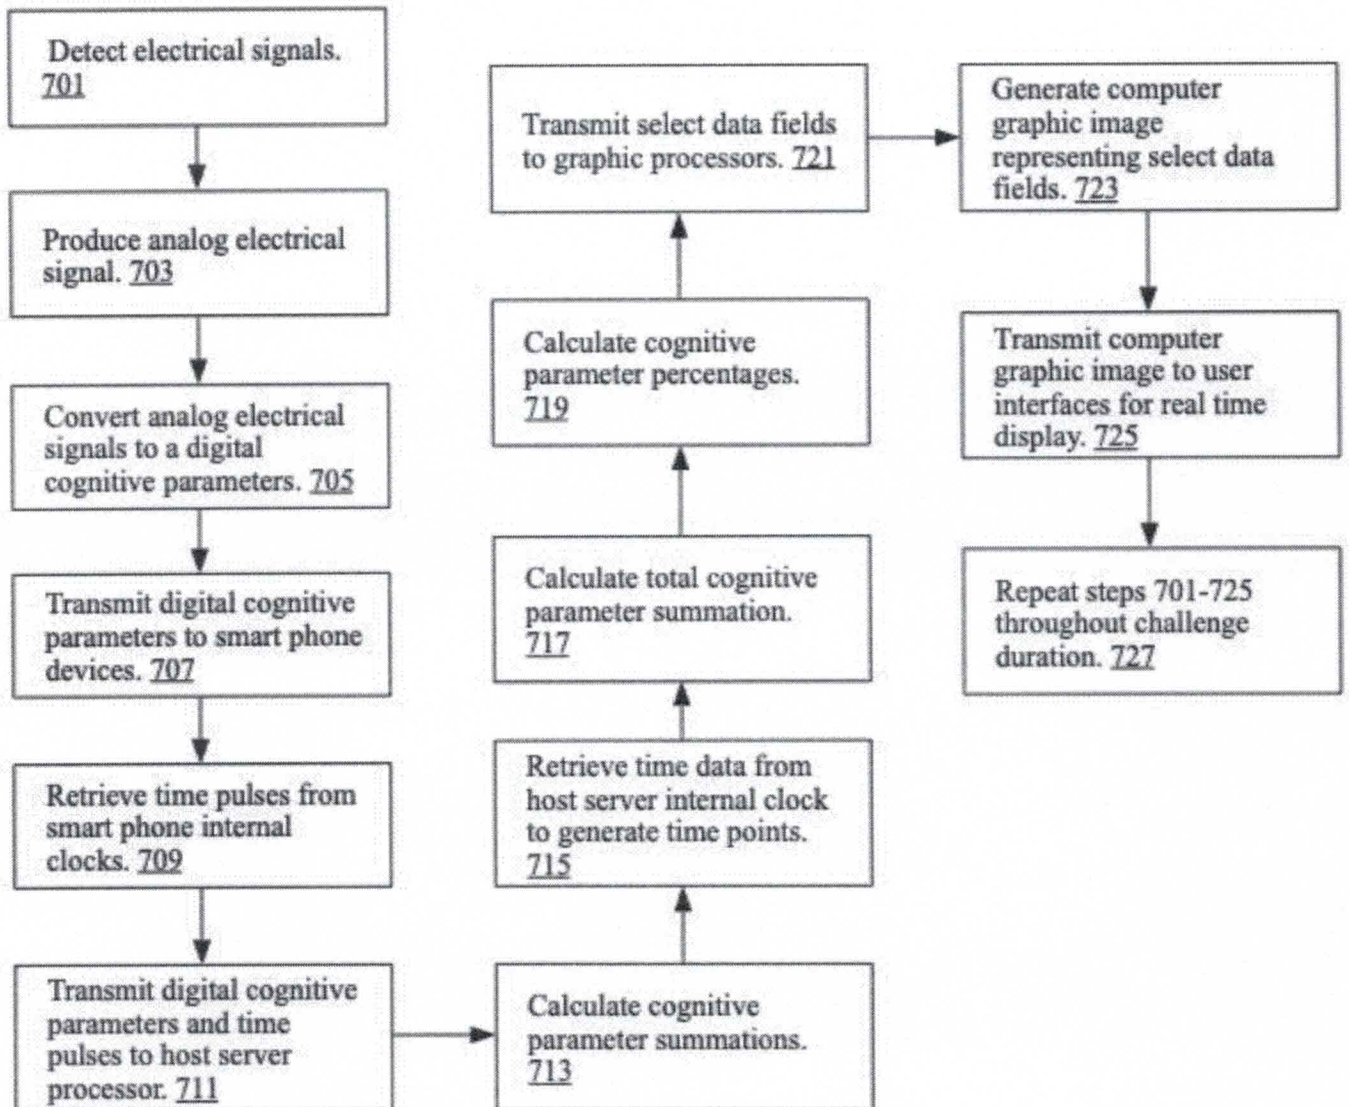 Detect electrical signals.
701
Produce analog electrical
signal. 703
Convert analog electrical
signals to a digital
cognitive parameters. 705
Transmit digital cognitive
parameters to smart phone
devices. 707
Retrieve time pulses from
smart phone internal
clocks. 709
Transmit digital cognitive
parameters and time
pulses to host server
processor. 711
Calculate cognitive
parameter summations.
713
Retrieve time data from
host server internal clock
to generate time points.
715
Calculate total cognitive
parameter summation.
717
Calculate cognitive
parameter percentages.
719
Transmit select data fields
to graphic processors. 721
Generate computer
graphic image
representing select data
fields. 723
Transmit computer
graphic image to user
interfaces for real time
display. 725
Repeat steps 701-725
throughout challenge
duration. 727